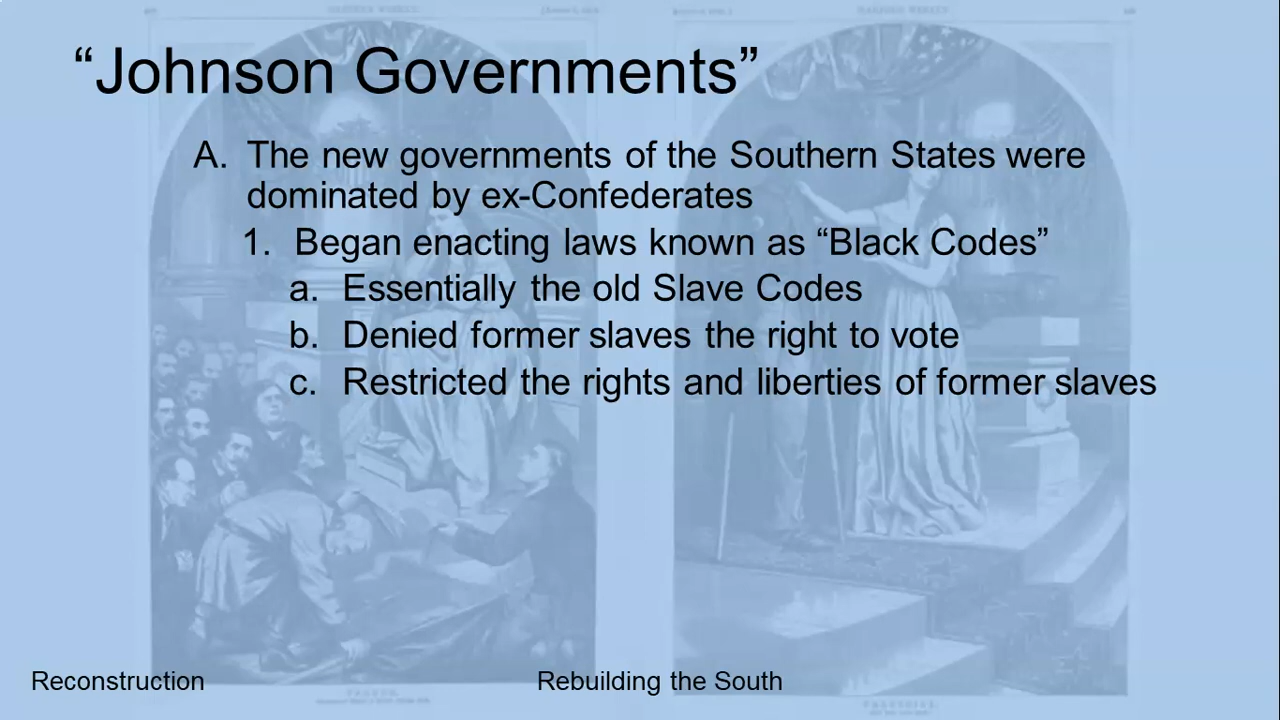 “Johnson Governments”
A. The new governments of the Southern States were
dominated by ex-Confederates
1. Began enacting laws known as “Black Codes”
a. Essentially the old Slave Codes
b. Denied former slaves the right to vote
c. Restricted the rights and liberties of former slaves
Reconstruction
Rebuilding the South